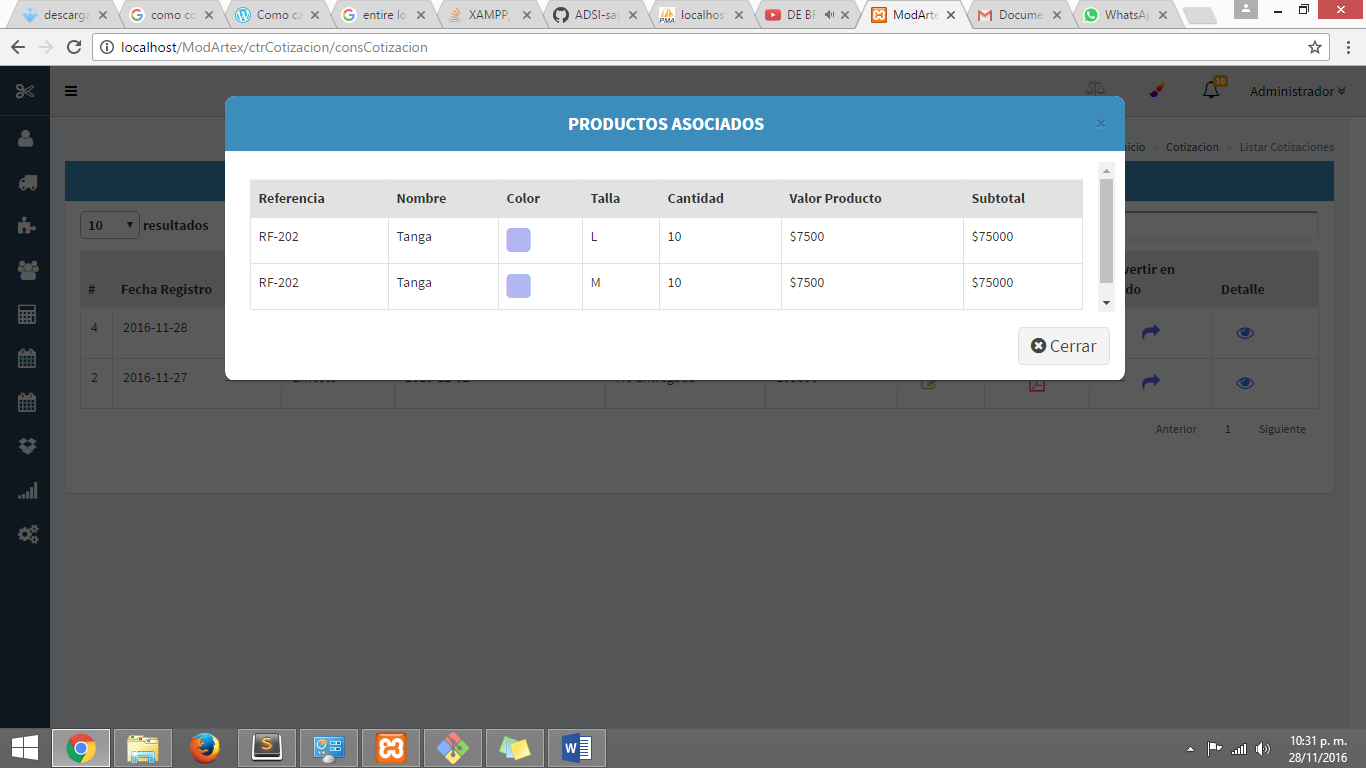 descarga
como co
Como ca
entire lo
XAMPP,
ADSI-sap
localhos
DE BF
ModArte
Docume
WhatsAp
localhost/ModArtex/ctrCotizacion/consCotizacion
10
Administrador
PRODUCTOS ASOCIADOS
×
nicio > Cotizacion > Listar Cotizaciones
Referencia Nombre Color Talla Cantidad Valor Producto Subtotal
RF-202 Tanga L 10 $7500 $75000
RF-202 Tanga M 10 $7500 $75000
Cerrar
10 resultados
# Fecha Registro vertir en do Detalle
4 2016-11-28
2 2016-11-27
Anterior 1 Siguiente
10:31 p. m.
28/11/2016